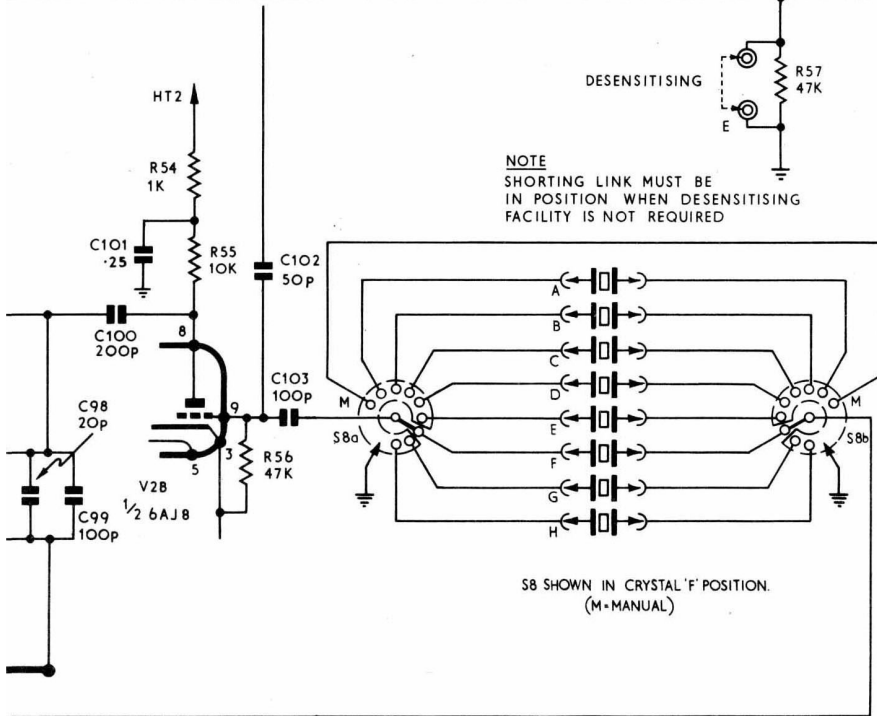 DESENSITISING
R57
47K
E
HT2
R54
1K
NOTE
SHORTING LINK MUST BE
IN POSITION WHEN DESENSITISING
FACILITY IS NOT REQUIRED
C101
·25
R55
10K
C102
50p
A
B
C100
200p
8
C
C103
100p
D
M
M
C98
20p
9
E
S8a
S8b
3
R56
47K
F
5
V2B
1/2 6AJ8
G
C99
100p
H
S8 SHOWN IN CRYSTAL 'F' POSITION.
(M=MANUAL)